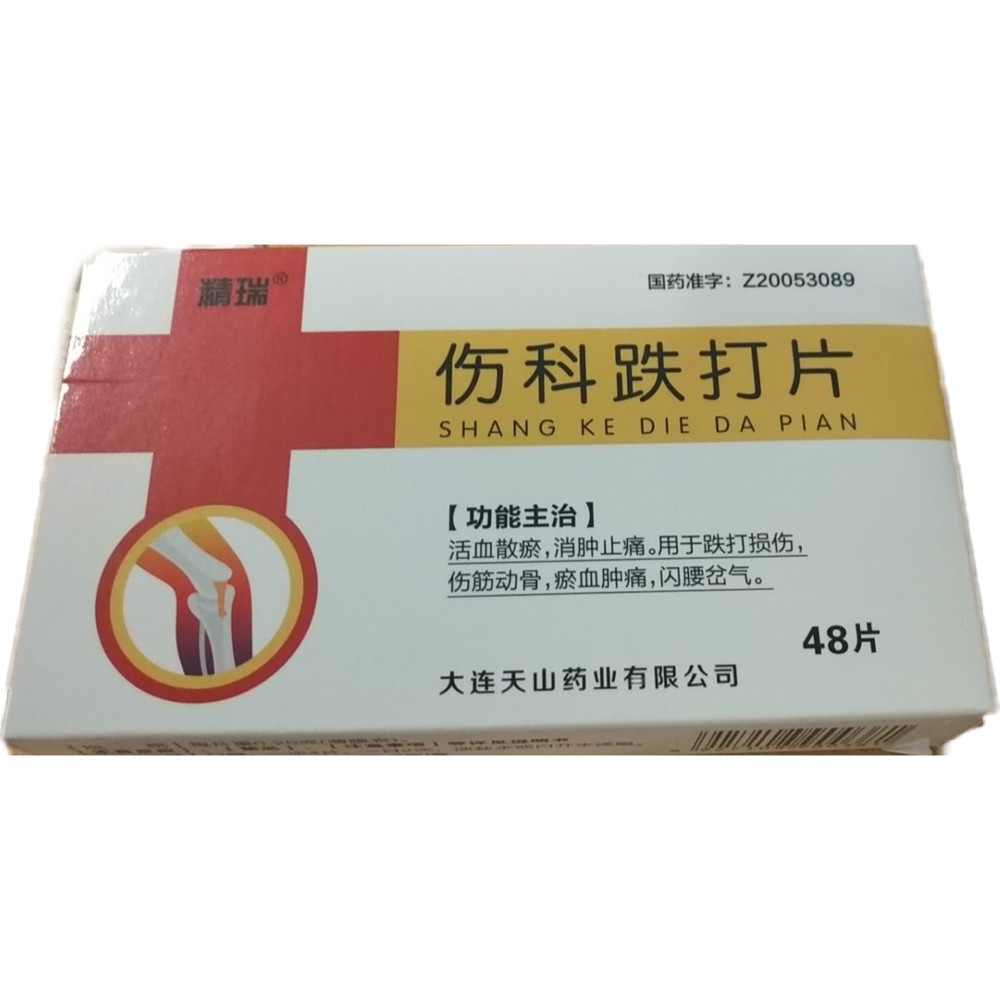 精瑞®
国药准字：Z20053089
伤科跌打片
SHANG KE DIE DA PIAN
【功能主治】
活血散瘀，消肿止痛。用于跌打损伤，
伤筋动骨，瘀血肿痛，闪腰岔气。
48片
大连天山药业有限公司